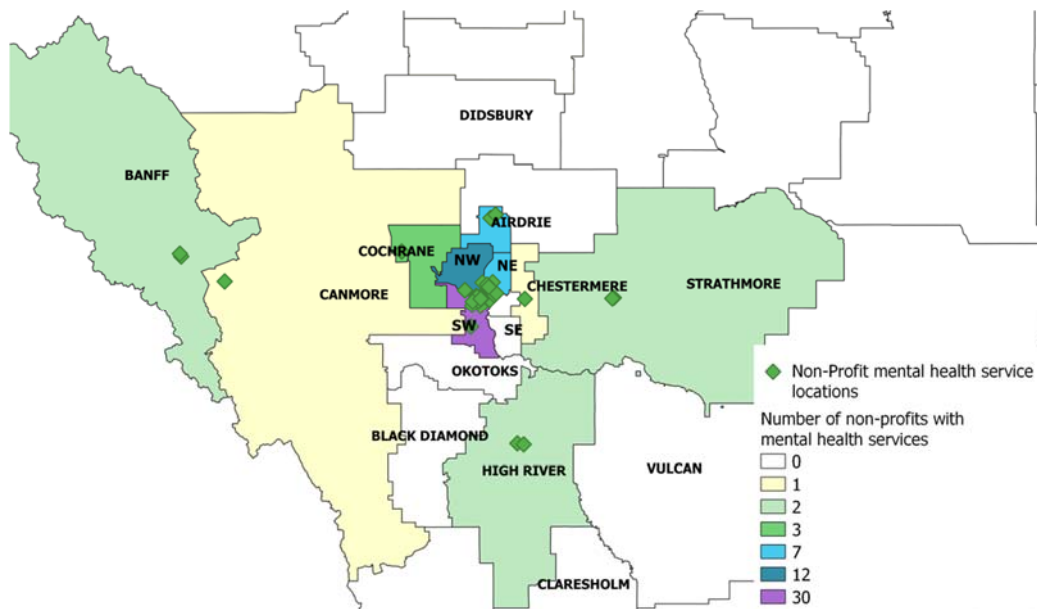 DIDSBURY
BANFF
AIRDRIE
COCHRANE
NW
NE
CANMORE
CHESTERMERE
STRATHMORE
SW
SE
OKOTOKS
BLACK DIAMOND
HIGH RIVER
VULCAN
CLARESHOLM
Non-Profit mental health service
locations
Number of non-profits with
mental health services
0
1
2
3
7
12
30